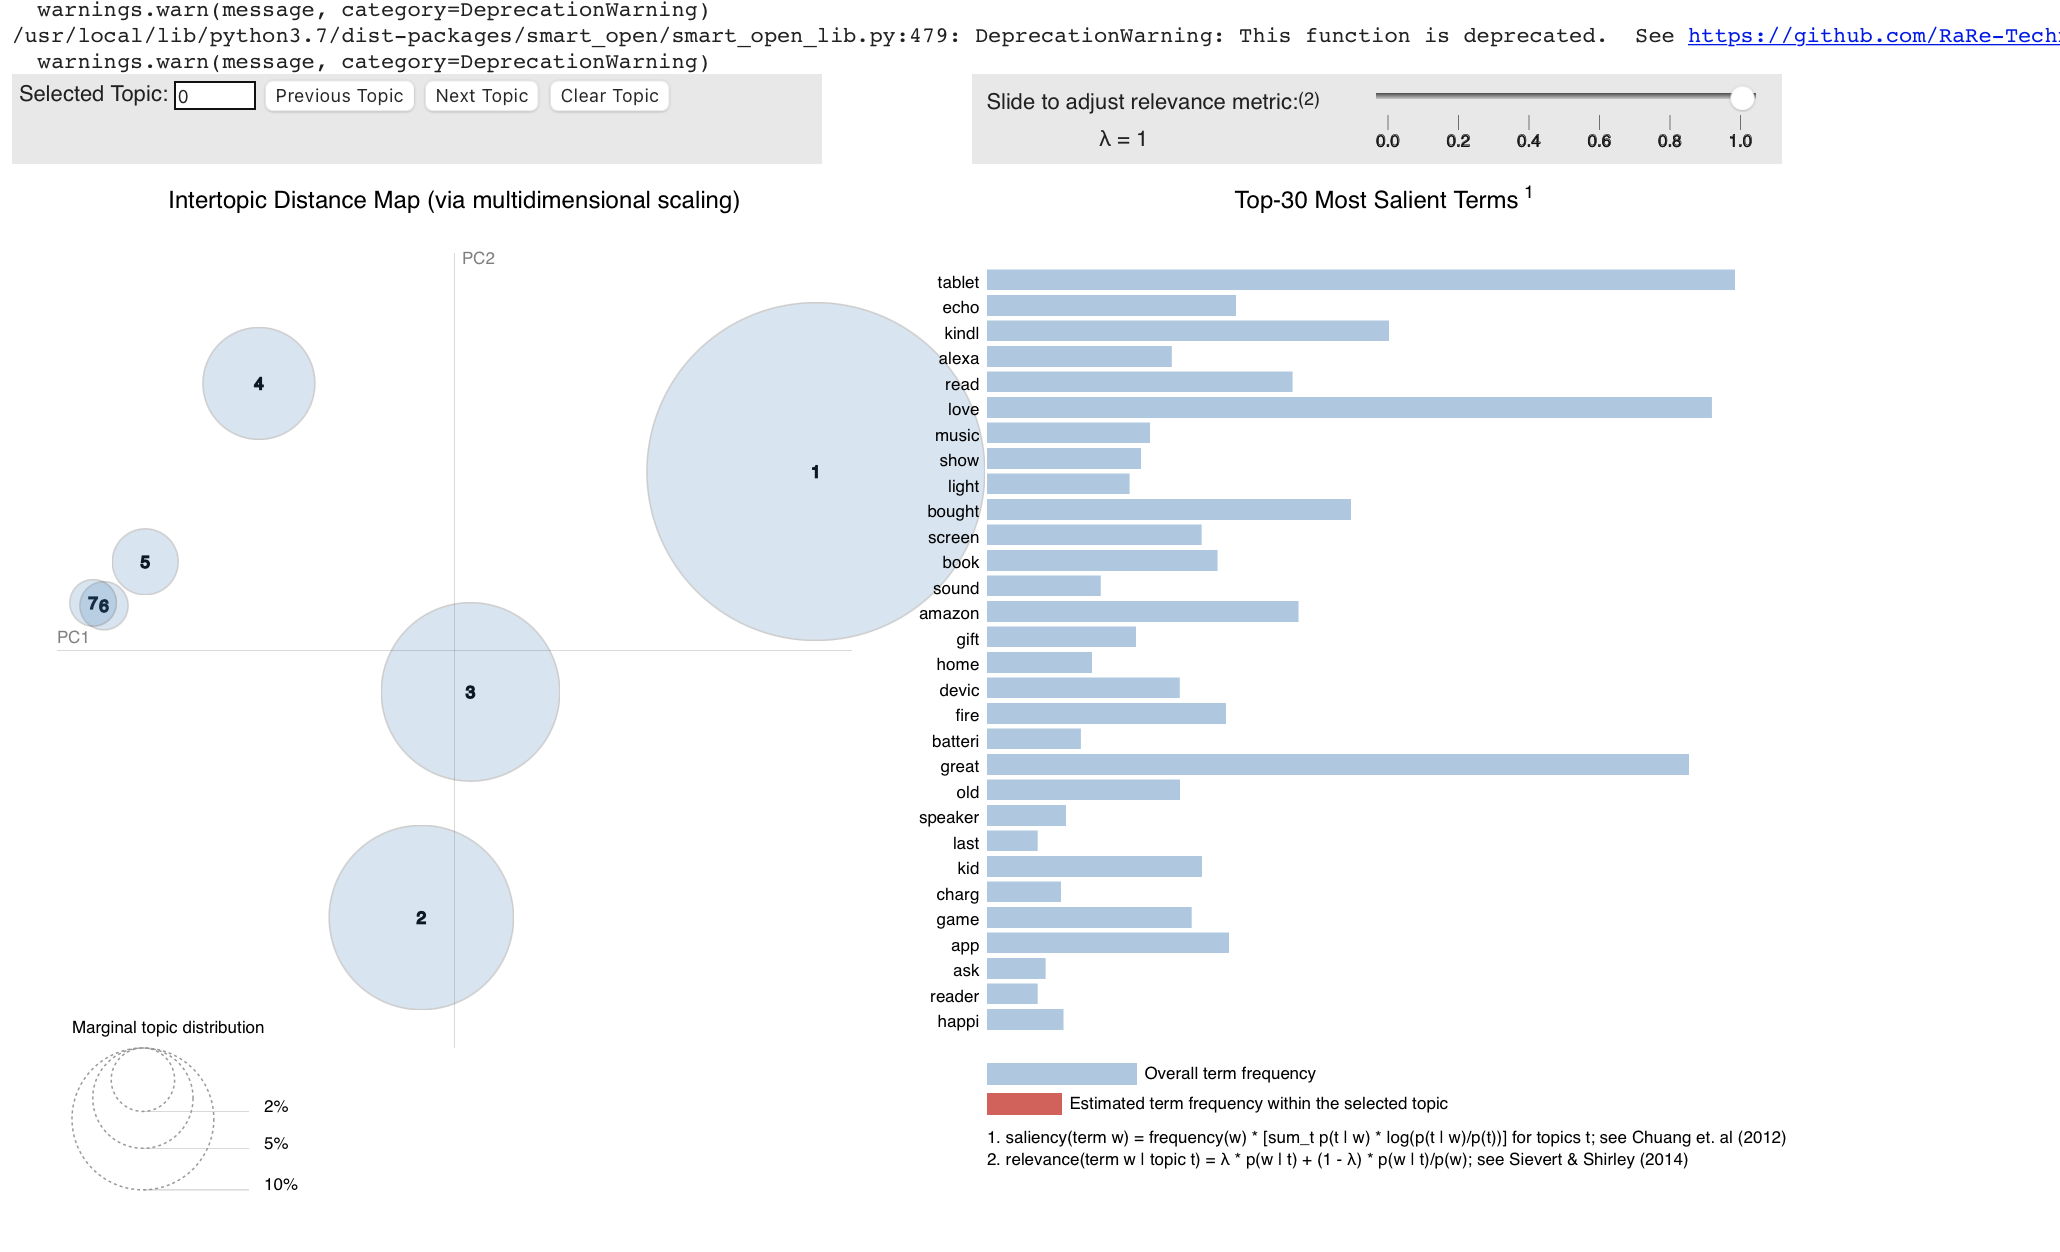 warnings.warn(message, category=DeprecationWarning)
/usr/local/lib/python3.7/dist-packages/smart_open/smart_open_lib.py:479: DeprecationWarning: This function is deprecated.  See https://github.com/RaRe-Tech
warnings.warn(message, category=DeprecationWarning)
Selected Topic: 0 Previous Topic Next Topic Clear Topic
Slide to adjust relevance metric:(2)
λ = 1
0.0 0.2 0.4 0.6 0.8 1.0
Intertopic Distance Map (via multidimensional scaling)
PC2
4
1
5
7
6
PC1
3
2
Marginal topic distribution
2%
5%
10%
Top-30 Most Salient Terms 1
tablet
echo
kindl
alexa
read
love
music
show
light
bought
screen
book
sound
amazon
gift
home
devic
fire
batteri
great
old
speaker
last
kid
charg
game
app
ask
reader
happi
Overall term frequency
Estimated term frequency within the selected topic
1. saliency(term w) = frequency(w) * [sum_t p(t | w) * log(p(t | w)/p(t))] for topics t; see Chuang et. al (2012)
2. relevance(term w | topic t) = λ * p(w | t) + (1 - λ) * p(w | t)/p(w); see Sievert & Shirley (2014)